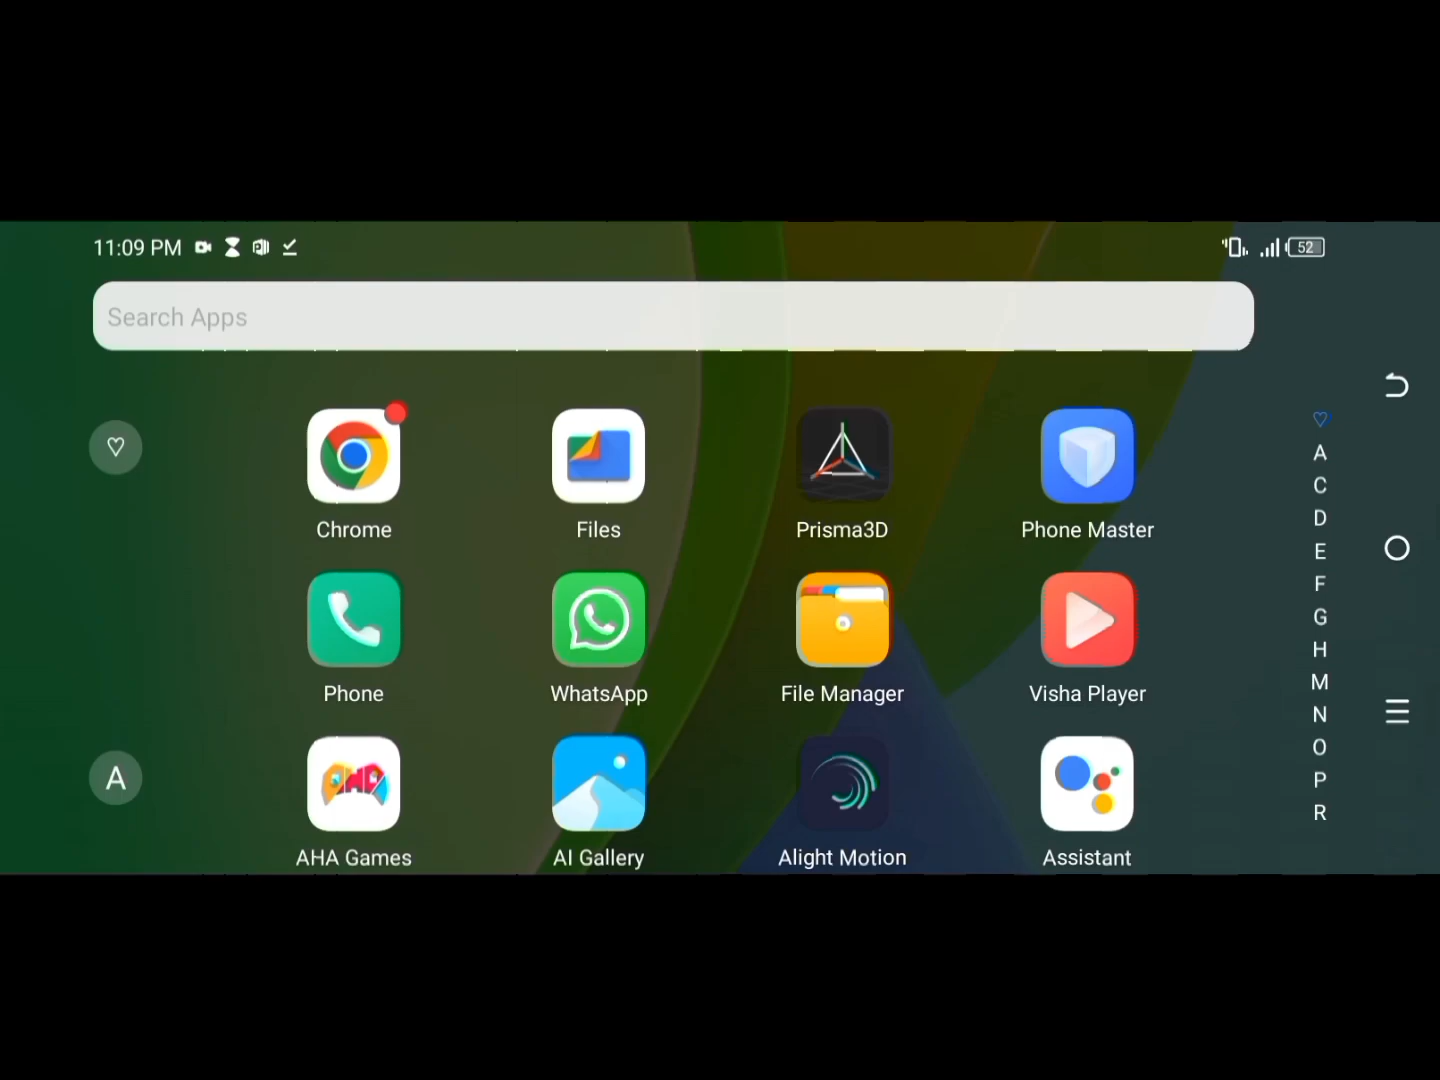 11:09 PM
52
Search Apps
Chrome
Files
Prisma3D
Phone Master
Phone
WhatsApp
File Manager
Visha Player
A
AHA
AHA Games
AI Gallery
Alight Motion
Assistant
A
C
D
E
F
G
H
M
N
O
P
R